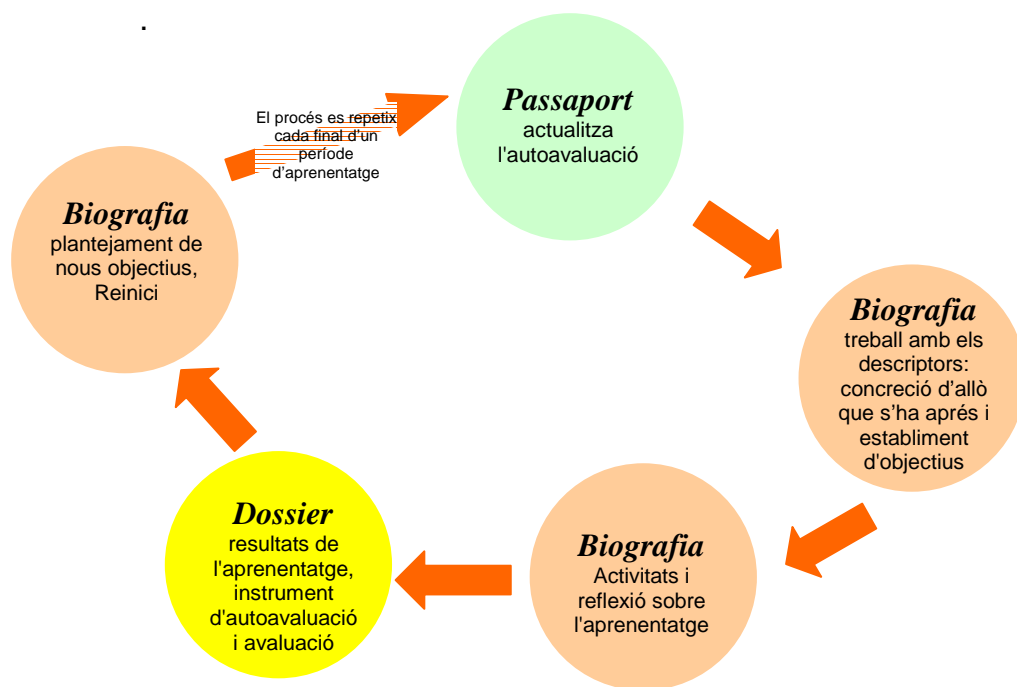 .
Passaport
actualitza
l'autoavaluació
El procés es repetix
cada final d'un
període
d'aprenentatge
Biografia
plantejament de
nous objectius,
Reinici
Biografia
treball amb els
descriptors:
concreció d'allò
que s'ha aprés i
establiment
d'objectius
Dossier
resultats de
l'aprenentatge,
instrument
d'autoavaluació
i avaluació
Biografia
Activitats i
reflexió sobre
l'aprenentatge